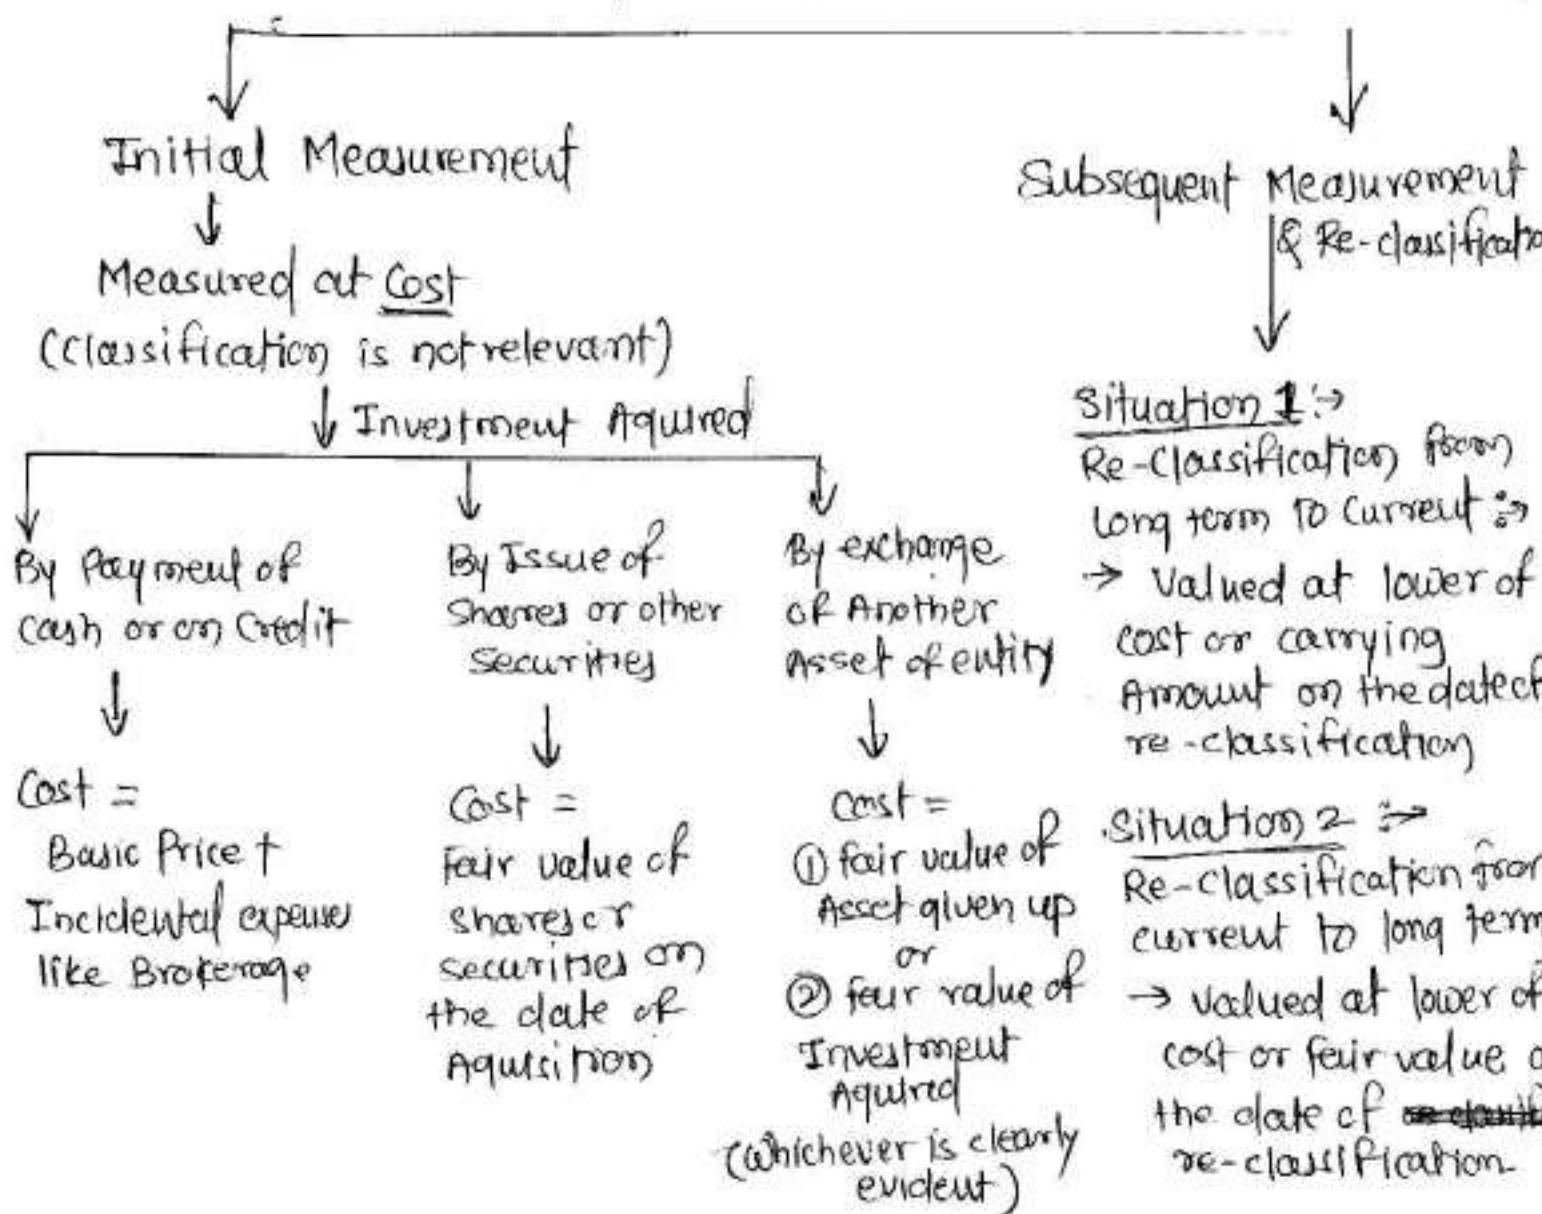 Initial Measurement
Measured at Cost
(Classification is not relevant)
Investment Aquired
By Payment of
Cash or on Credit
Cost =
Basic Price +
Incidental expenses
like Brokerage
By Issue of
Shares or other
Securities
Cost =
Fair value of
shares or
securities on
the date of
Aquisition
By exchange
of Another
Asset of entity
Cost =
① fair value of
Asset given up
or
② fair value of
Investment
Aquired
(Whichever is clearly
evident)
Subsequent Measurement
& Re-classificatio
Situation 1 :→
Re-Classification from
Long term to Current :→
→ Valued at lower of
cost or carrying
Amount on the date of
re-classification
Situation 2 :→
Re-Classification from
current to long term
→ Valued at lower of
cost or fair value o
the date of
re-classification